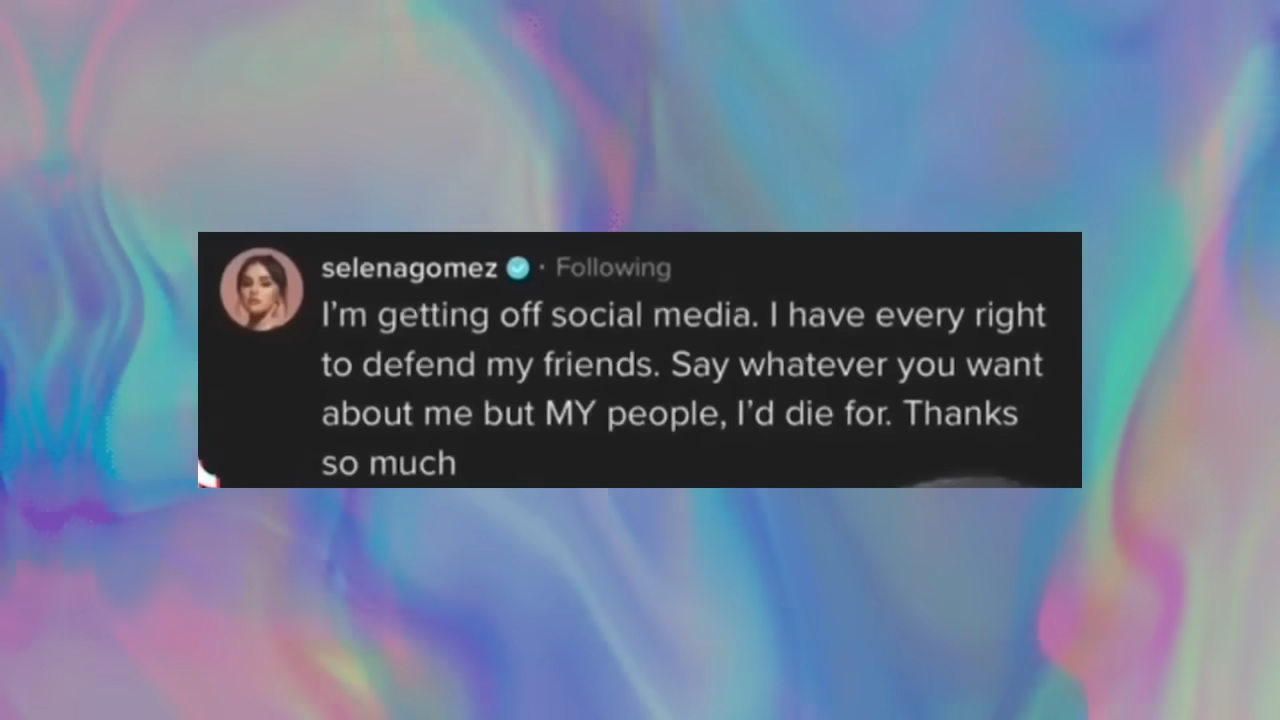 selenagomez · Following
I’m getting off social media. I have every right
to defend my friends. Say whatever you want
about me but MY people, I’d die for. Thanks
so much